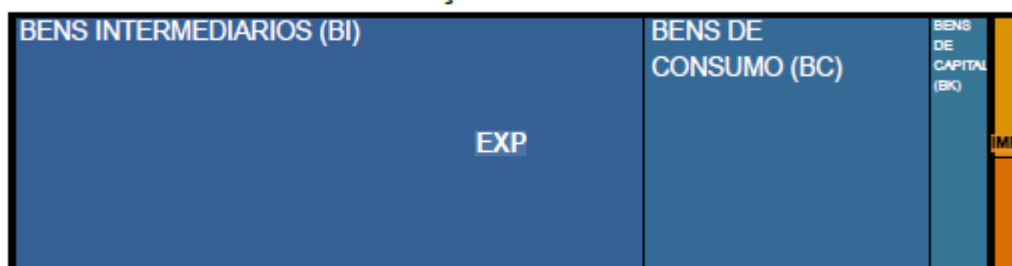 BENS INTERMEDIARIOS (BI)
BENS DE
CONSUMO (BC)
BENS
DE
CAPITAL
(BK)
EXP